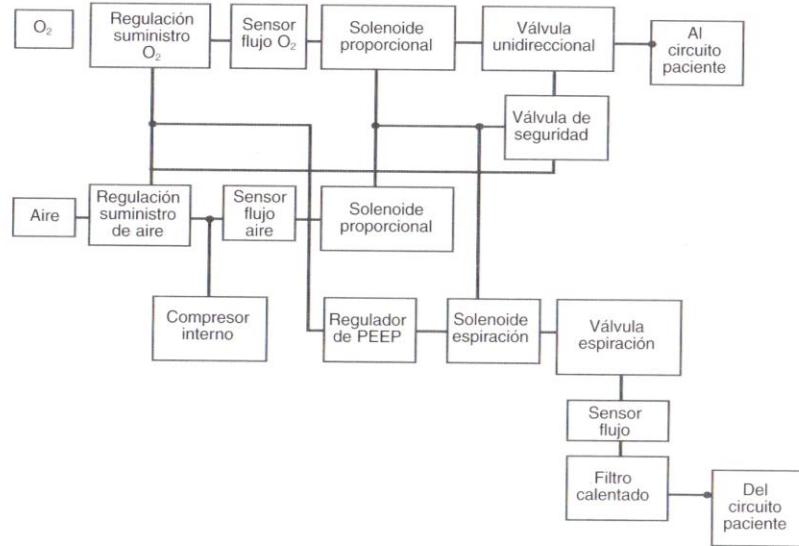 O₂
Regulación
suministro
O₂
Sensor
flujo O₂
Solenoide
proporcional
Válvula
unidireccional
Al
circuito
paciente
Válvula de
seguridad
Aire
Regulación
suministro
de aire
Sensor
flujo
aire
Solenoide
proporcional
Compresor
interno
Regulador
de PEEP
Solenoide
espiración
Válvula
espiración
Sensor
flujo
Filtro
calentado
Del
circuito
paciente